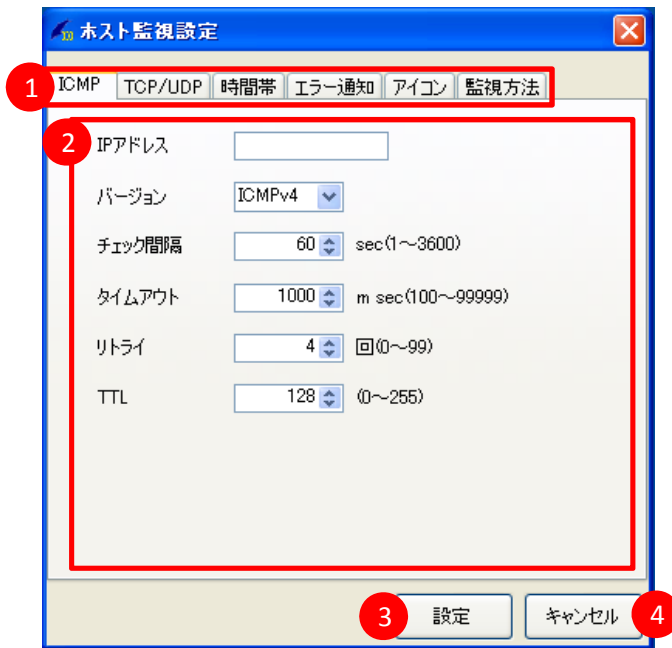 ホスト監視設定
1 ICMP TCP/UDP 時間帯 エラー通知 アイコン 監視方法
2 IPアドレス
バージョン ICMPv4
チェック間隔 60 sec(1～3600)
タイムアウト 1000 m sec(100～99999)
リトライ 4 回(0～99)
TTL 128 (0～255)
3 設定 キャンセル 4